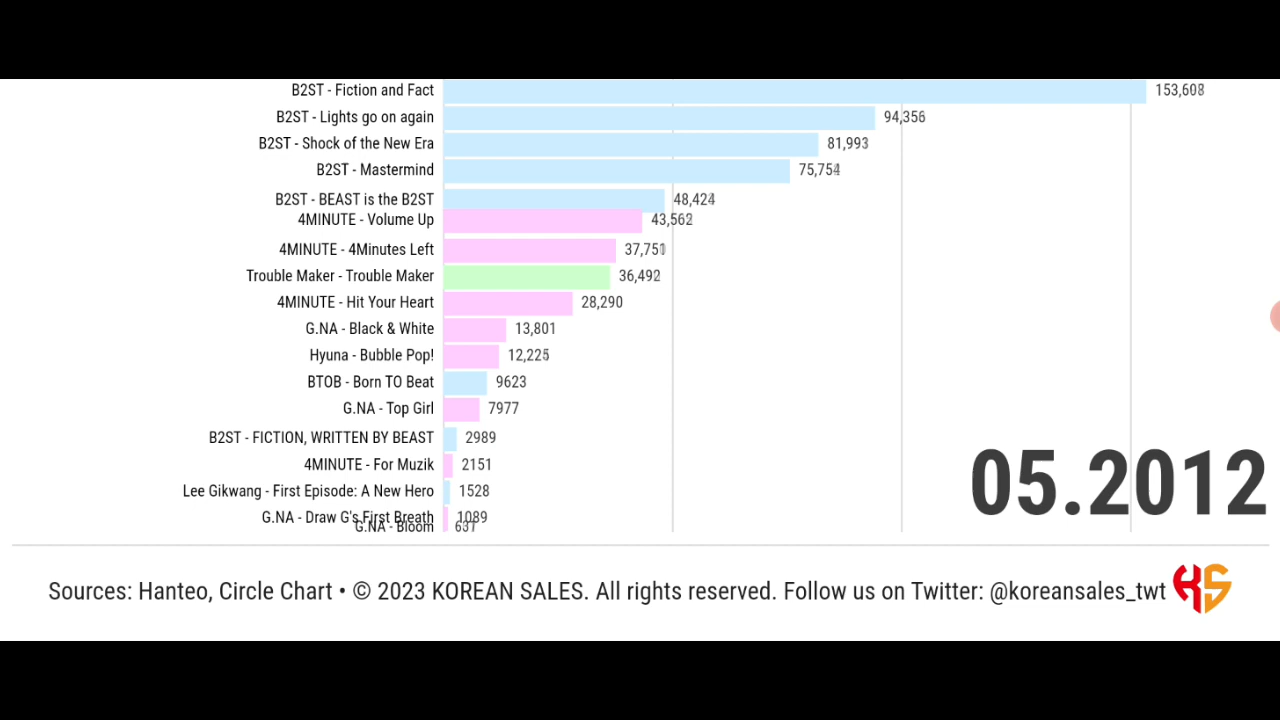 B2ST - Fiction and Fact 153,608
B2ST - Lights go on again 94,356
B2ST - Shock of the New Era 81,993
B2ST - Mastermind 75,754
B2ST - BEAST is the B2ST 48,424
4MINUTE - Volume Up 43,562
4MINUTE - 4Minutes Left 37,751
Trouble Maker - Trouble Maker 36,492
4MINUTE - Hit Your Heart 28,290
G.NA - Black & White 13,801
Hyuna - Bubble Pop! 12,225
BTOB - Born TO Beat 9623
G.NA - Top Girl 7977
B2ST - FICTION, WRITTEN BY BEAST 2989
4MINUTE - For Muzik 2151
Lee Gikwang - First Episode: A New Hero 1528
G.NA - Draw G's First Breath 1089
G.NA - Bloom
05.2012
Sources: Hanteo, Circle Chart • © 2023 KOREAN SALES. All rights reserved. Follow us on Twitter: @koreansales_twt KS